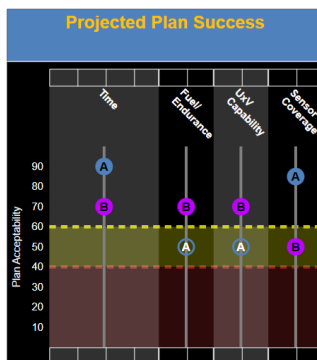 Projected Plan Success
Time
Fuel/
Endurance
UxV
Capability
Sensor
Coverage
Plan Acceptability
90
80
70
60
50
40
30
20
10
A
B
B
A
B
A
A
B